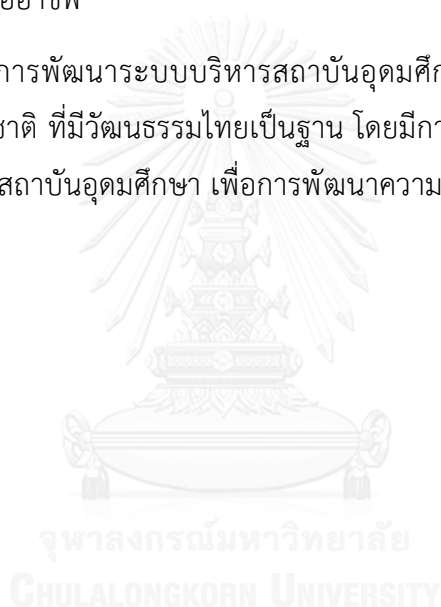 ออาชีพ
การพัฒนาระบบบริหารสถาบันอุดมศึก
ชาติ ที่มีวัฒนธรรมไทยเป็นฐาน โดยมีกา
สถาบันอุดมศึกษา เพื่อการพัฒนาความ
จุฬาลงกรณ์มหาวิทยาลัย
CHULALONGKORN UNIVERSITY